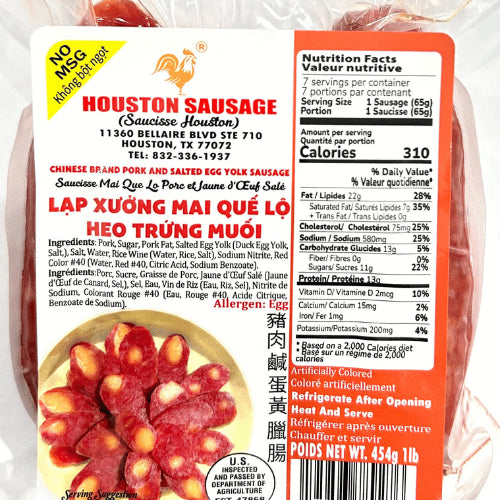 NO
MSG
Không bột ngọt
®
HOUSTON SAUSAGE
(Saucisse Houston)
11360 BELLAIRE BLVD STE 710
HOUSTON, TX 77072
TEL: 832-336-1937
CHINESE BRAND PORK AND SALTED EGG YOLK SAUSAGE
Saucisse Mai Que Lo Porc et Jaune d'Œuf Salé
LẠP XƯỞNG MAI QUẾ LỘ
HEO TRỨNG MUỐI
Ingredients: Pork, Sugar, Pork Fat, Salted Egg Yolk (Duck Egg Yolk,
Salt,), Salt, Water, Rice Wine (Water, Rice, Salt), Sodium Nitrite, Red
Color #40 (Water, Red #40, Citric Acid, Sodium Benzoate).
Ingrédients:Porc, Sucre, Graisse de Porc, Jaune d'Œuf Salé (Jaune
d'Œuf de Canard, Sel,), Sel, Eau, Vin de Riz (Eau, Riz, Sel), Nitrite de
Sodium, Colorant Rouge #40 (Eau, Rouge #40, Acide Citrique,
Benzoate de Sodium).
Allergen: Egg
豬肉鹹蛋黃臘腸
Serving Suggestion
U.S.
INSPECTED
AND PASSED BY
DEPARTMENT OF
AGRICULTURE
EST. 47858
Nutrition Facts
Valeur nutritive
7 servings per container
7 portions par contenant
Serving Size 1 Sausage (65g)
Portion 1 Saucisse (65g)
Amount per serving
Quantité par portion
Calories 310
% Daily Value*
% Valeur quotidienne*
Fat / Lipides 22g 28%
Saturated Fat/ Saturés Lipides 7g 35%
+ Trans Fat / Trans Lipides 0g
Cholesterol/ Cholestérol 75mg 25%
Sodium / Sodium 580mg 25%
Carbohydrate Glucides 13g 5%
Fiber/ Fibres 0g 0%
Sugars/ Sucres 11g 22%
Protein/ Protéine 13g
Vitamin D/ Vitamine D 2mcg 10%
Calcium/ Calcium 15mg 2%
Iron/ Fer 1mg 6%
Potassium/Potassium 200mg 4%
* Based on a 2,000 Calories diet
* Basé sur un régime de 2,000
calories
Artificially Colored
Coloré artificiellement
Refrigerate After Opening
Heat And Serve
Réfrigérer après ouverture
Chauffer et servir
POIDS NET WT. 454g 1lb